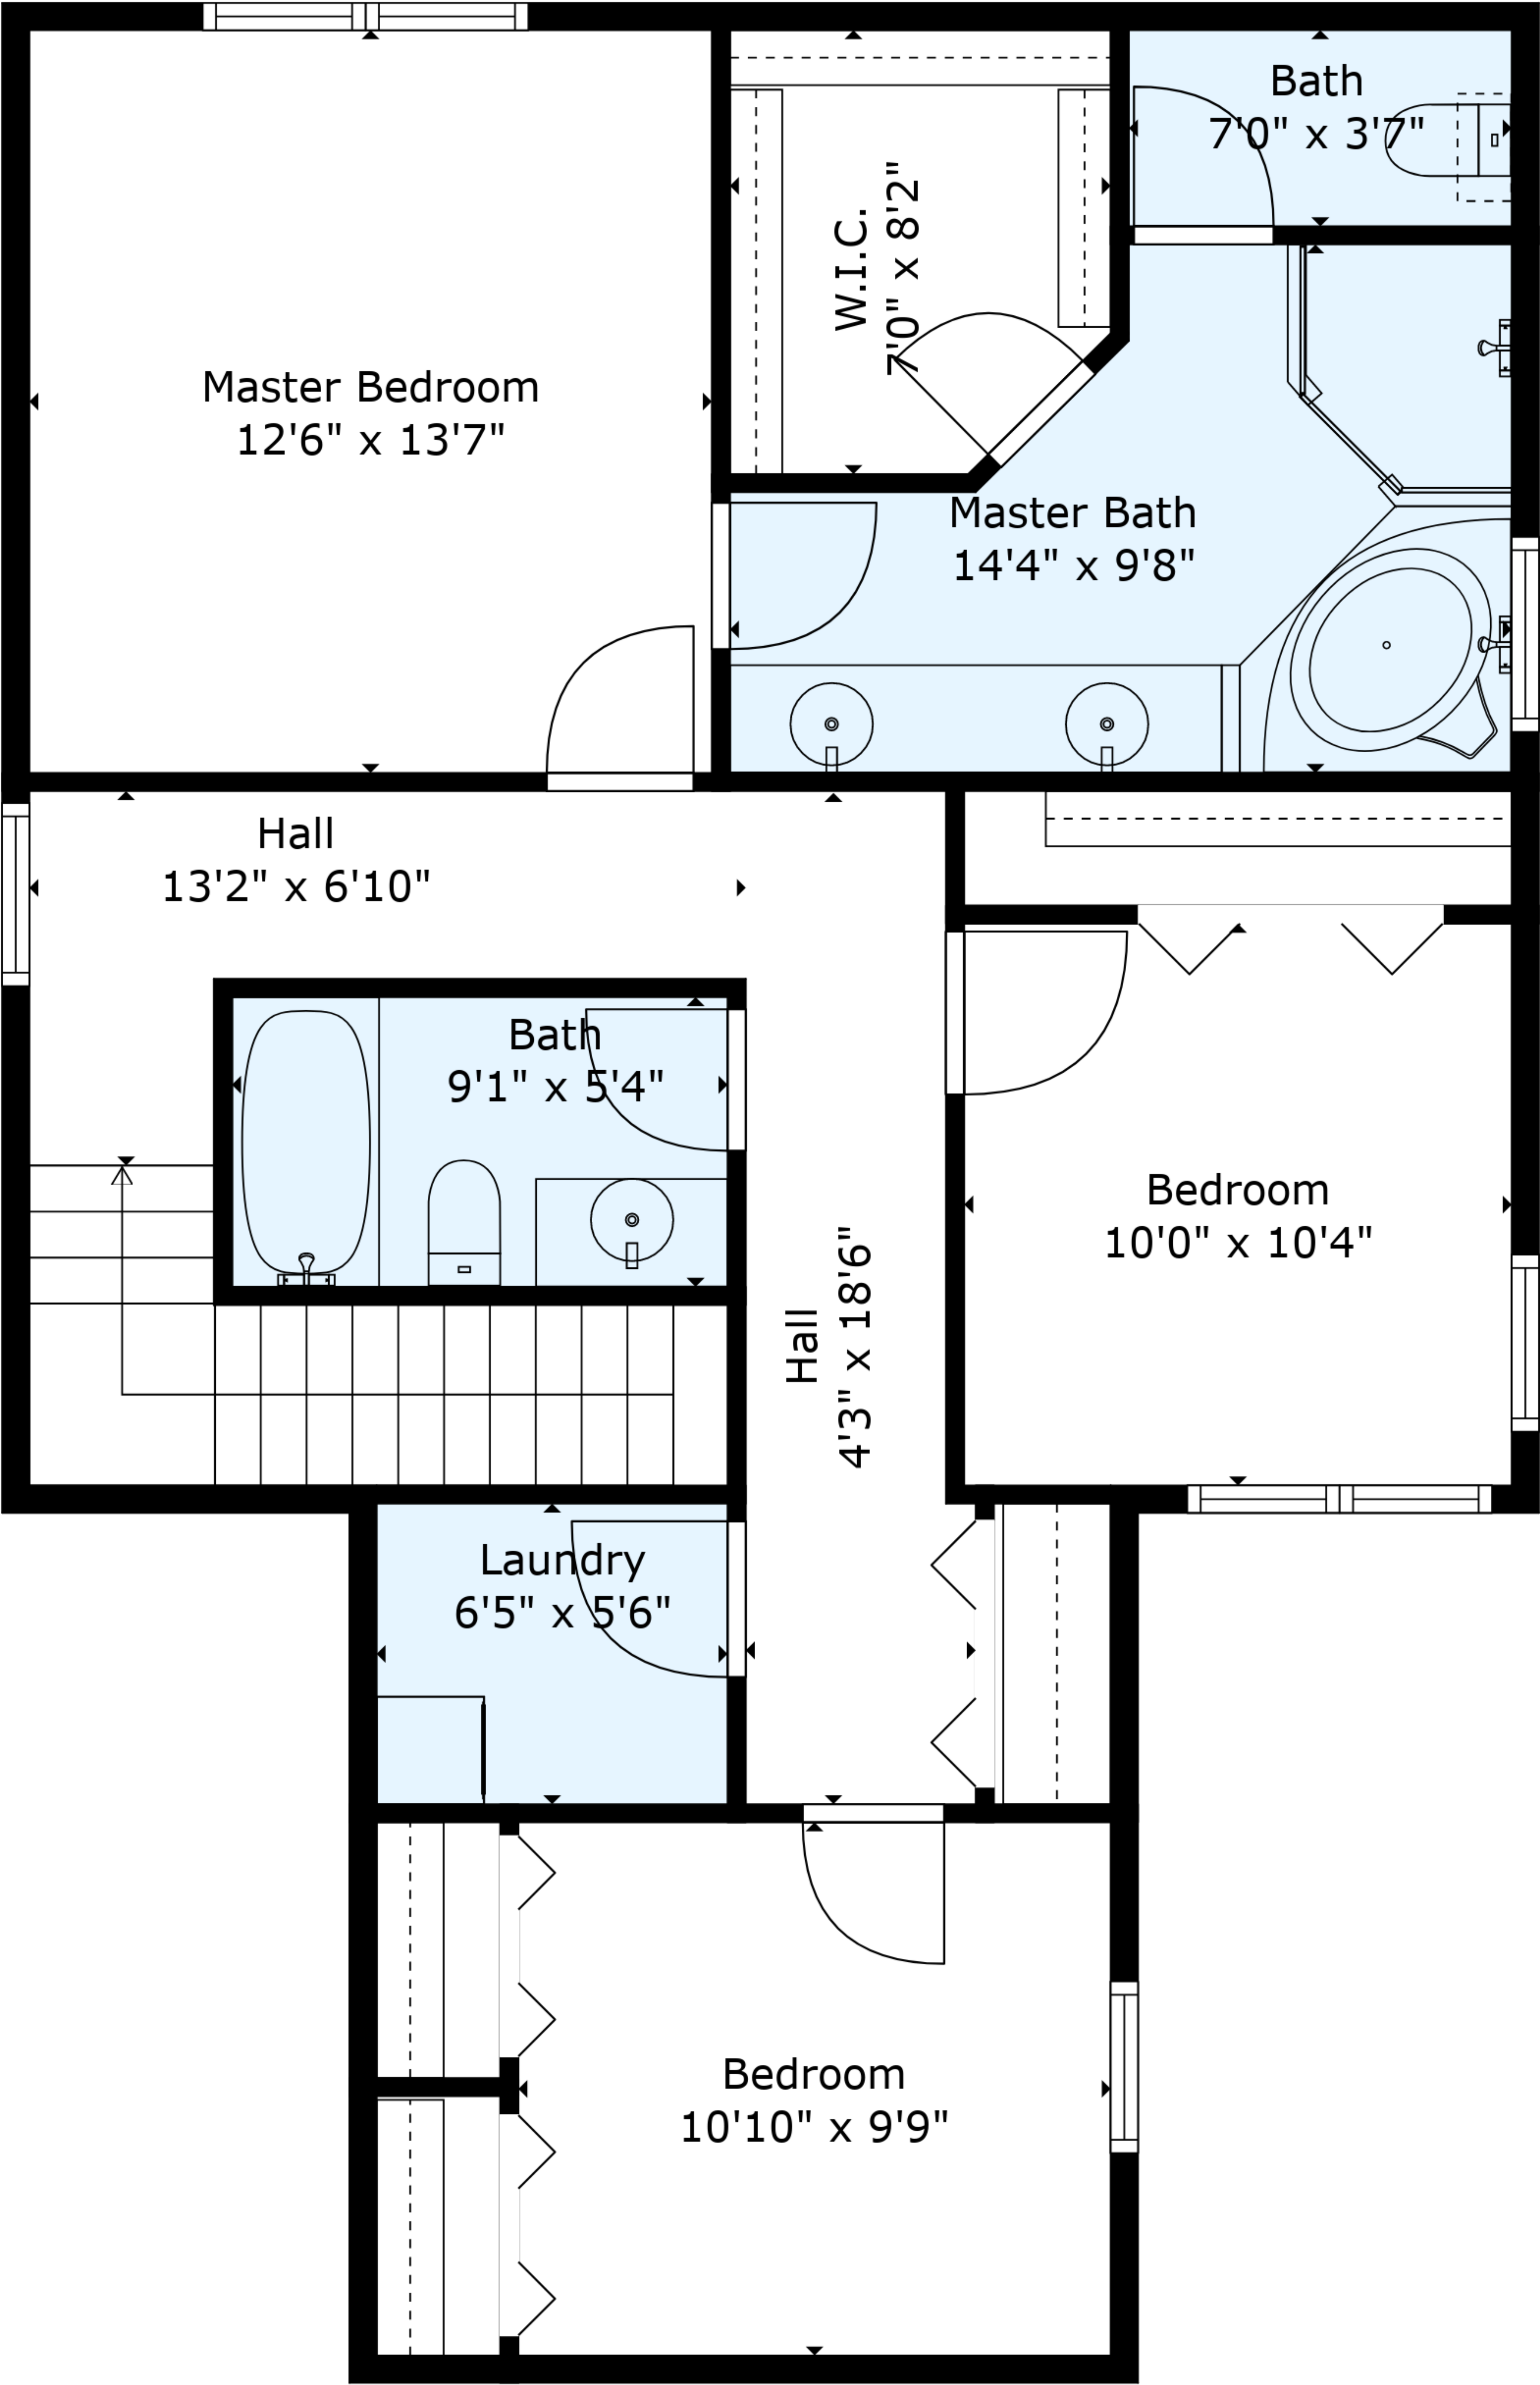 Bath
7'0" x 3'7"
W.I.C.
7'0" x 8'2"
Master Bedroom
12'6" x 13'7"
Master Bath
14'4" x 9'8"
Hall
13'2" x 6'10"
Bath
9'1" x 5'4"
Bedroom
10'0" x 10'4"
Hall
4'3" x 18'6"
Laundry
6'5" x 5'6"
Bedroom
10'10" x 9'9"